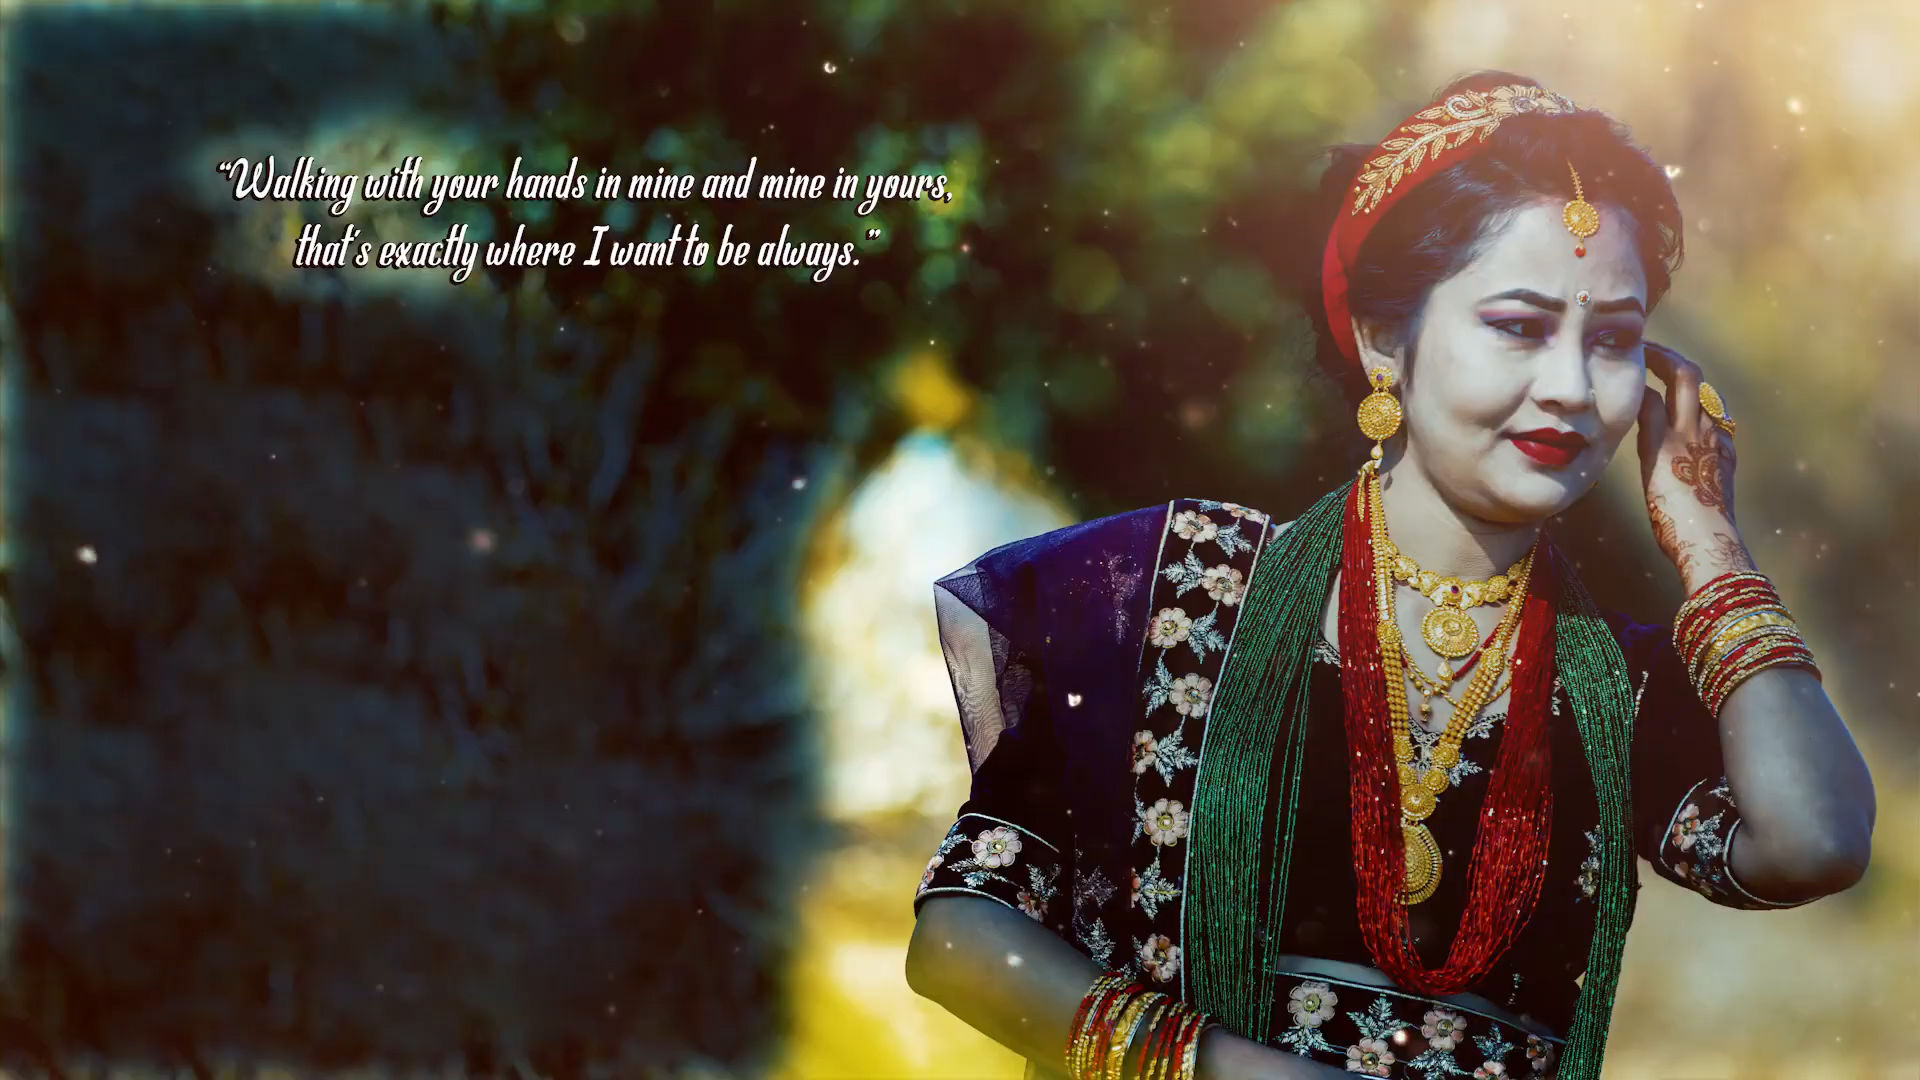 “Walking with your hands in mine and mine in yours,
that's exactly where I want to be always.”